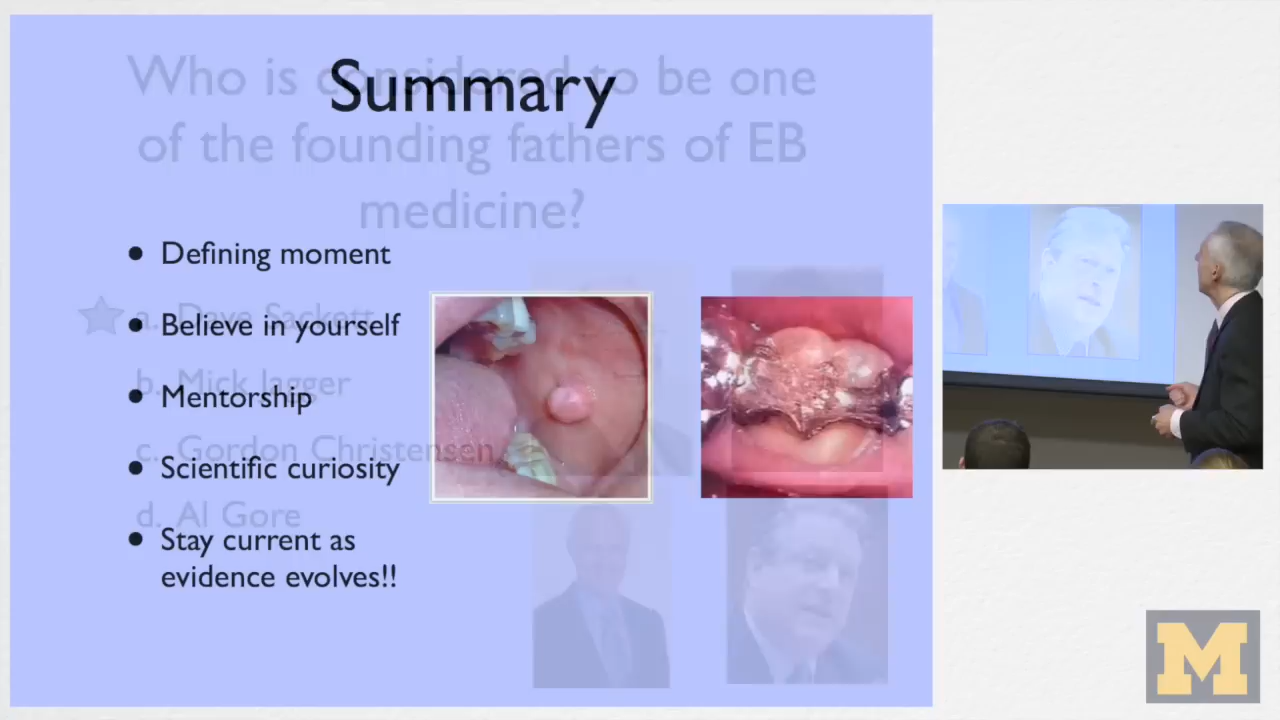 Summary
Who is considered to be one
of the founding fathers of EB
medicine?
• Defining moment
• Believe in yourself
• Mentorship
• Scientific curiosity
• Stay current as
evidence evolves!!
a. Dave Sackett
b. Mick Jagger
c. Gordon Christensen
d. Al Gore
M